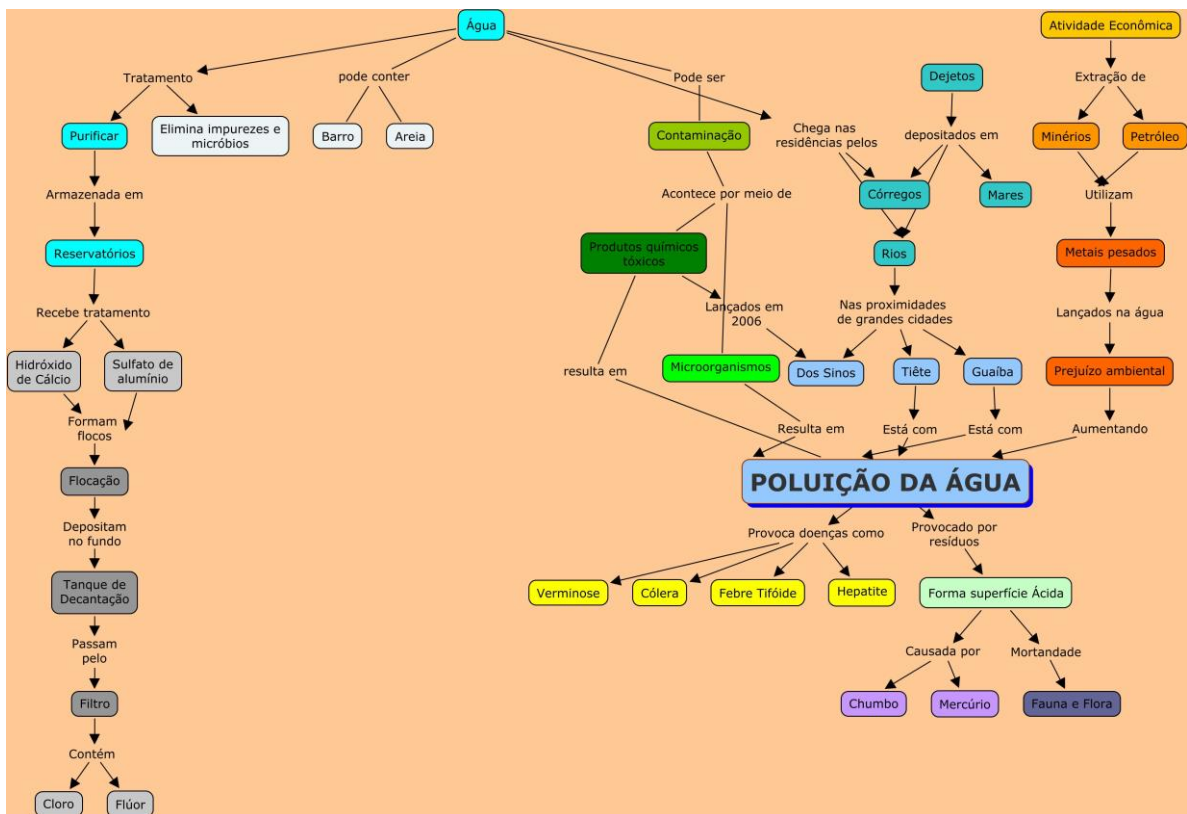 Água
Atividade Econômica
Tratamento
pode conter
Pode ser
Dejetos
Extração de
Purificar
Elimina impurezes e
micróbios
Barro
Areia
Contaminação
Chega nas
residências pelos
depositados em
Minérios
Petróleo
Armazenada em
Acontece por meio de
Córregos
Mares
Utilizam
Reservatórios
Produtos químicos
tóxicos
Rios
Metais pesados
Recebe tratamento
Lançados em
2006
Nas proximidades
de grandes cidades
Lançados na água
Hidróxido
de Cálcio
Sulfato de
alumínio
resulta em
Microorganismos
Dos Sinos
Tiête
Guaíba
Prejuízo ambiental
Formam
flocos
Resulta em
Está com
Está com
Aumentando
Flocação
POLUIÇÃO DA ÁGUA
Depositam
no fundo
Provoca doenças como
Provocado por
resíduos
Tanque de
Decantação
Verminose
Cólera
Febre Tifóide
Hepatite
Forma superfície Ácida
Passam
pelo
Causada por
Mortandade
Filtro
Chumbo
Mercúrio
Fauna e Flora
Contém
Cloro
Flúor